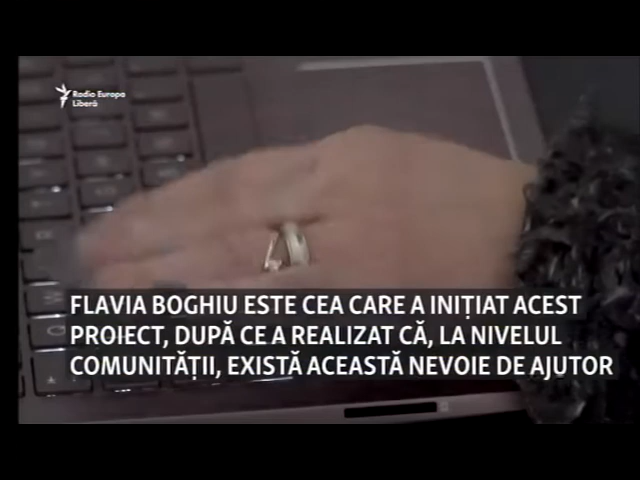 Radio Europa
Liberă
FLAVIA BOGHIU ESTE CEA CARE A INIȚIAT ACEST
PROIECT, DUPĂ CE A REALIZAT CĂ, LA NIVELUL
COMUNITĂȚII, EXISTĂ ACEASTĂ NEVOIE DE AJUTOR